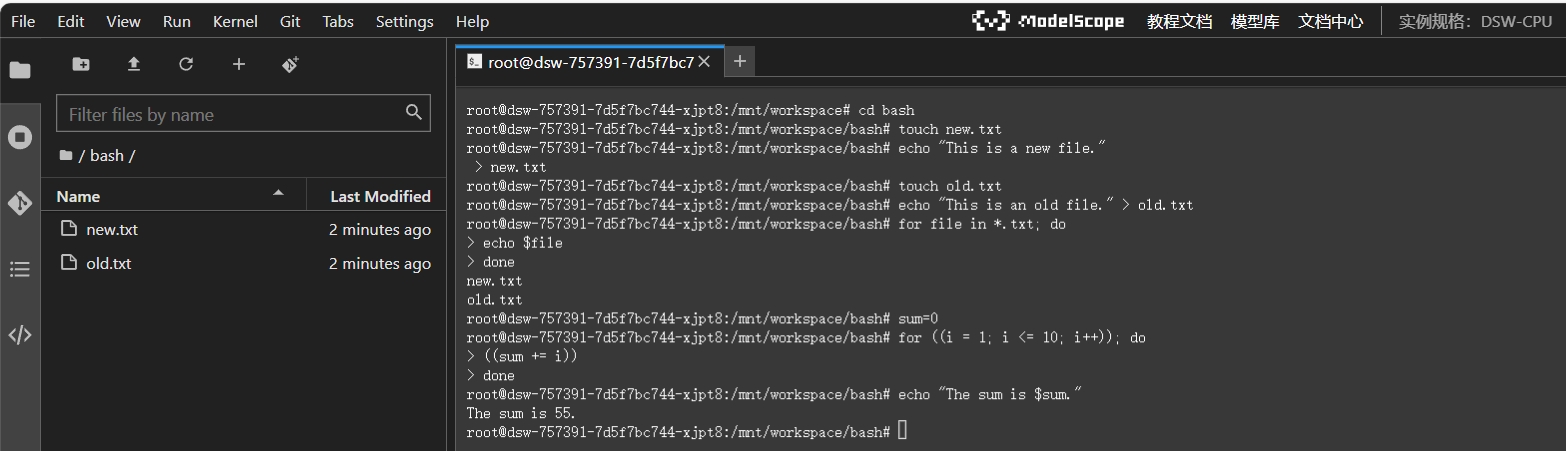 File Edit View Run Kernel Git Tabs Settings Help ModelScope 教程文档 模型库 文档中心 实例规格：DSW-CPU
root@dsw-757391-7d5f7bc7
Filter files by name
/ bash /
Name Last Modified
new.txt 2 minutes ago
old.txt 2 minutes ago
root@dsw-757391-7d5f7bc744-xjpt8:/mnt/workspace# cd bash
root@dsw-757391-7d5f7bc744-xjpt8:/mnt/workspace/bash# touch new.txt
root@dsw-757391-7d5f7bc744-xjpt8:/mnt/workspace/bash# echo "This is a new file."
> new.txt
root@dsw-757391-7d5f7bc744-xjpt8:/mnt/workspace/bash# touch old.txt
root@dsw-757391-7d5f7bc744-xjpt8:/mnt/workspace/bash# echo "This is an old file." > old.txt
root@dsw-757391-7d5f7bc744-xjpt8:/mnt/workspace/bash# for file in *.txt; do
> echo $file
> done
new.txt
old.txt
root@dsw-757391-7d5f7bc744-xjpt8:/mnt/workspace/bash# sum=0
root@dsw-757391-7d5f7bc744-xjpt8:/mnt/workspace/bash# for ((i = 1; i <= 10; i++)); do
> ((sum += i))
> done
root@dsw-757391-7d5f7bc744-xjpt8:/mnt/workspace/bash# echo "The sum is $sum."
The sum is 55.
root@dsw-757391-7d5f7bc744-xjpt8:/mnt/workspace/bash#